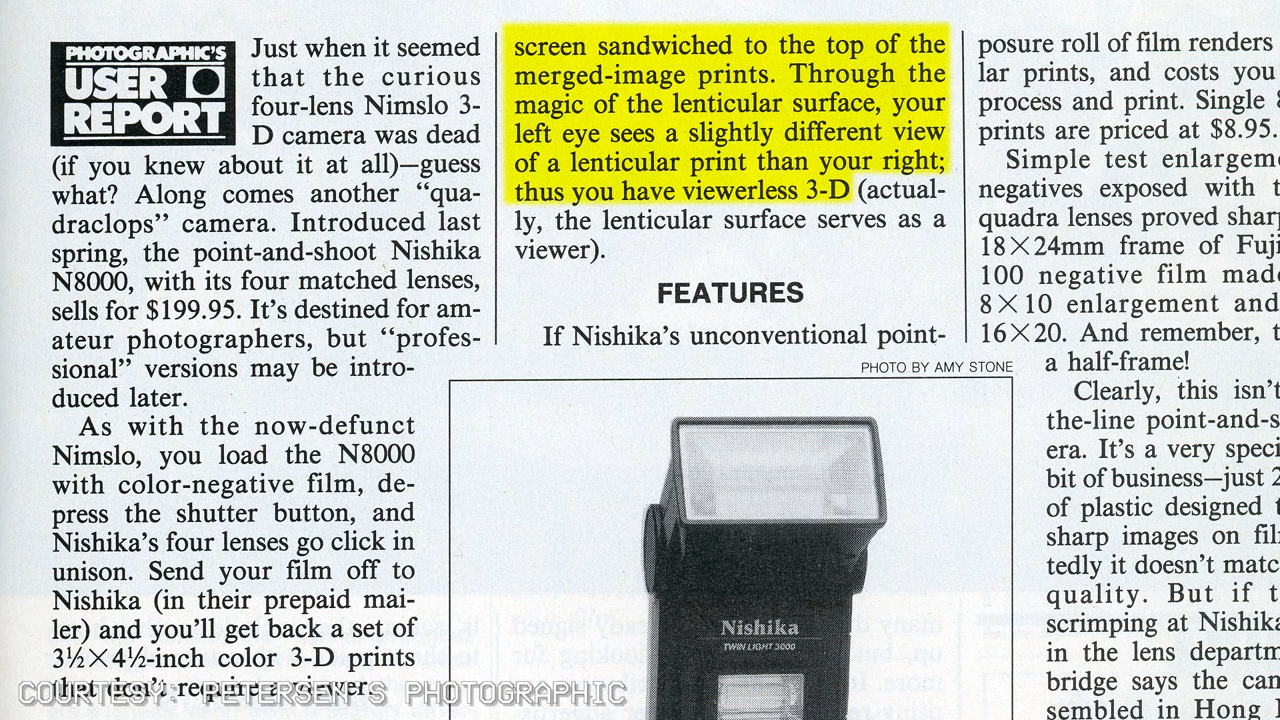 PHOTOGRAPHIC'S
USER
REPORT
Just when it seemed
that the curious
four-lens Nimslo 3-
D camera was dead
(if you knew about it at all)—guess
what? Along comes another “qua-
draclops” camera. Introduced last
spring, the point-and-shoot Nishika
N8000, with its four matched lenses,
sells for $199.95. It's destined for am-
ateur photographers, but “profes-
sional” versions may be intro-
duced later.
As with the now-defunct
Nimslo, you load the N8000
with color-negative film, de-
press the shutter button, and
Nishika's four lenses go click in
unison. Send your film off to
Nishika (in their prepaid mai-
ler) and you'll get back a set of
3½×4½-inch color 3-D prints
that don't require a viewer.
screen sandwiched to the top of the
merged-image prints. Through the
magic of the lenticular surface, your
left eye sees a slightly different view
of a lenticular print than your right;
thus you have viewerless 3-D (actual-
ly, the lenticular surface serves as a
viewer).
FEATURES
If Nishika's unconventional point-
PHOTO BY AMY STONE
Nishika
TWIN LIGHT 3000
posure roll of film renders
lar prints, and costs you
process and print. Single
prints are priced at $8.95.
Simple test enlargeme
negatives exposed with t
quadra lenses proved sharp
18×24mm frame of Fuji
100 negative film made
8×10 enlargement and
16×20. And remember, t
a half-frame!
Clearly, this isn't
the-line point-and-s
era. It's a very speci
bit of business—just 2
of plastic designed t
sharp images on fil
tedly it doesn't matc
quality. But if t
scrimping at Nishika
in the lens departm
bridge says the cam
sembled in Hong
COURTESY: PETERSEN'S PHOTOGRAPHIC